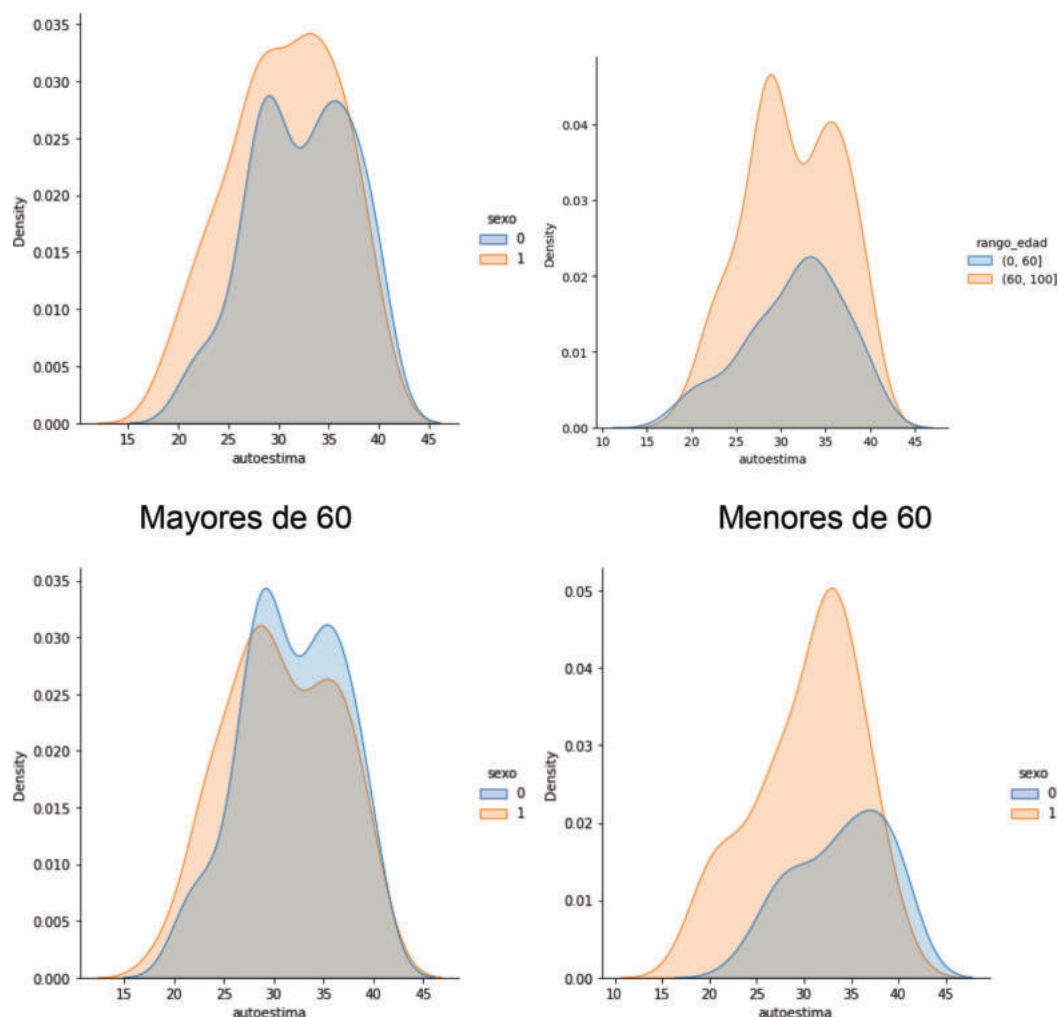 0.035
0.030
0.025
0.020
0.015
0.010
0.005
0.000
Density
15 20 25 30 35 40 45
autoestima
sexo
0
1
0.04
0.03
0.02
0.01
0.00
Density
10 15 20 25 30 35 40 45
autoestima
rango_edad
(0, 60]
(60, 100]
Mayores de 60
0.035
0.030
0.025
0.020
0.015
0.010
0.005
0.000
Density
15 20 25 30 35 40 45
autoestima
sexo
0
1
Menores de 60
0.05
0.04
0.03
0.02
0.01
0.00
Density
10 15 20 25 30 35 40 45
autoestima
sexo
0
1